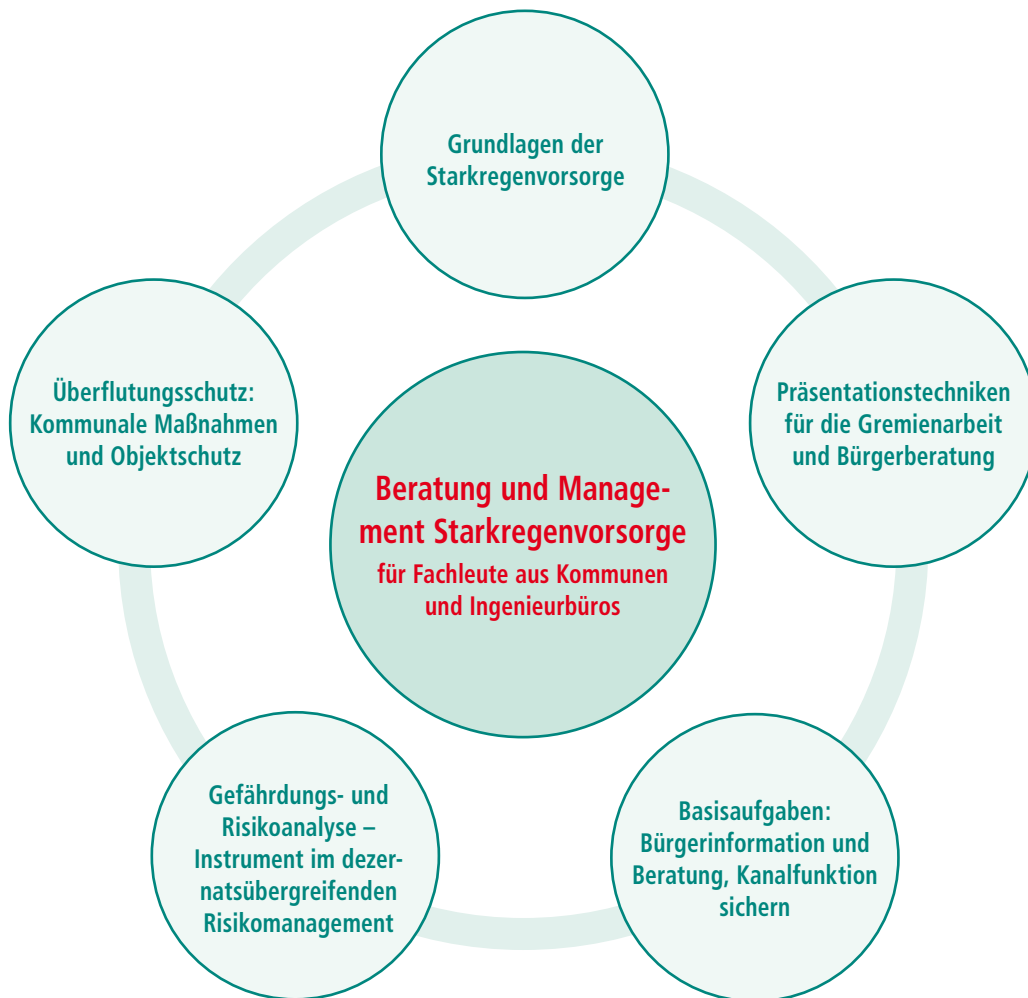 Grundlagen der
Starkregenvorsorge
Überflutungsschutz:
Kommunale Maßnahmen
und Objektschutz
Präsentationstechniken
für die Gremienarbeit
und Bürgerberatung
Beratung und Manage-
ment Starkregenvorsorge
für Fachleute aus Kommunen
und Ingenieurbüros
Gefährdungs- und
Risikoanalyse –
Instrument im dezer-
natsübergreifenden
Risikomanagement
Basisaufgaben:
Bürgerinformation und
Beratung, Kanalfunktion
sichern